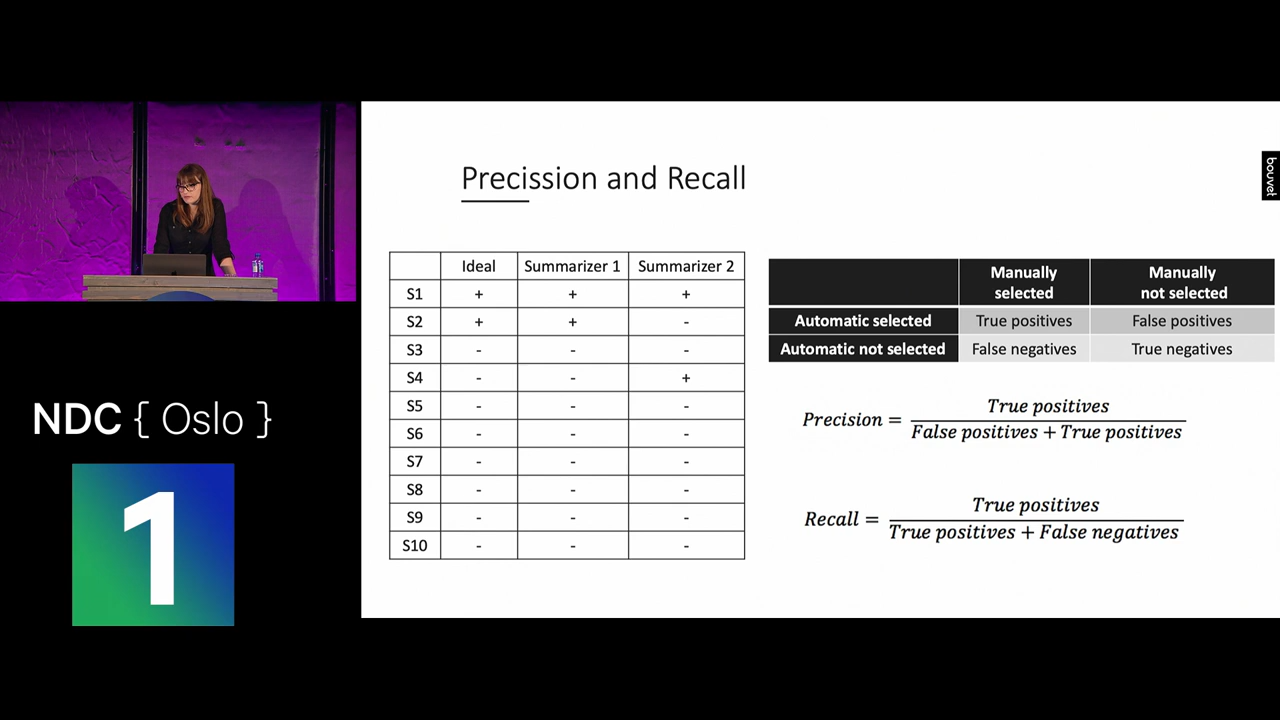 Precission and Recall
bouvet
Ideal Summarizer 1 Summarizer 2
S1 + + +
S2 + + -
S3 - - -
S4 - - +
S5 - - -
S6 - - -
S7 - - -
S8 - - -
S9 - - -
S10 - - -
Manually selected Manually not selected
Automatic selected True positives False positives
Automatic not selected False negatives True negatives
Precision = True positives / False positives + True positives
Recall = True positives / True positives + False negatives
NDC { Oslo }
1